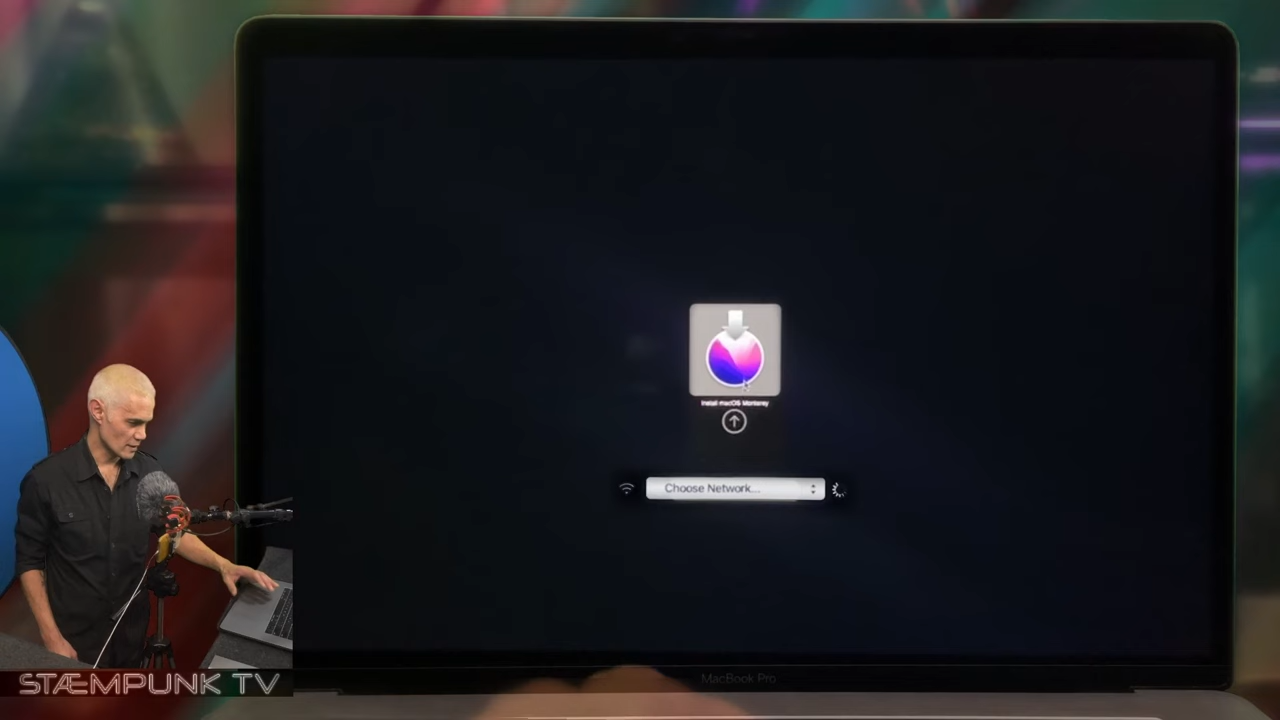 Install macOS Monterey
Choose Network...
MacBook Pro
STÆMPUNK TV